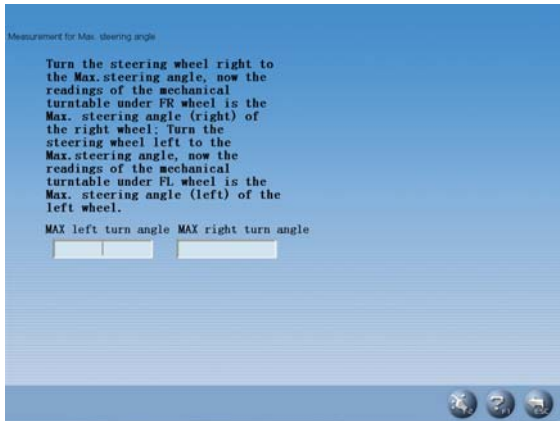 Measurement for Max. steering angle
Turn the steering wheel right to
the Max.steering angle, now the
readings of the mechanical
turntable under FR wheel is the
Max. steering angle (right) of
the right wheel; Turn the
steering wheel left to the
Max.steering angle, now the
readings of the mechanical
turntable under FL wheel is the
Max. steering angle (left) of the
left wheel.
MAX left turn angle MAX right turn angle
F1 ESC